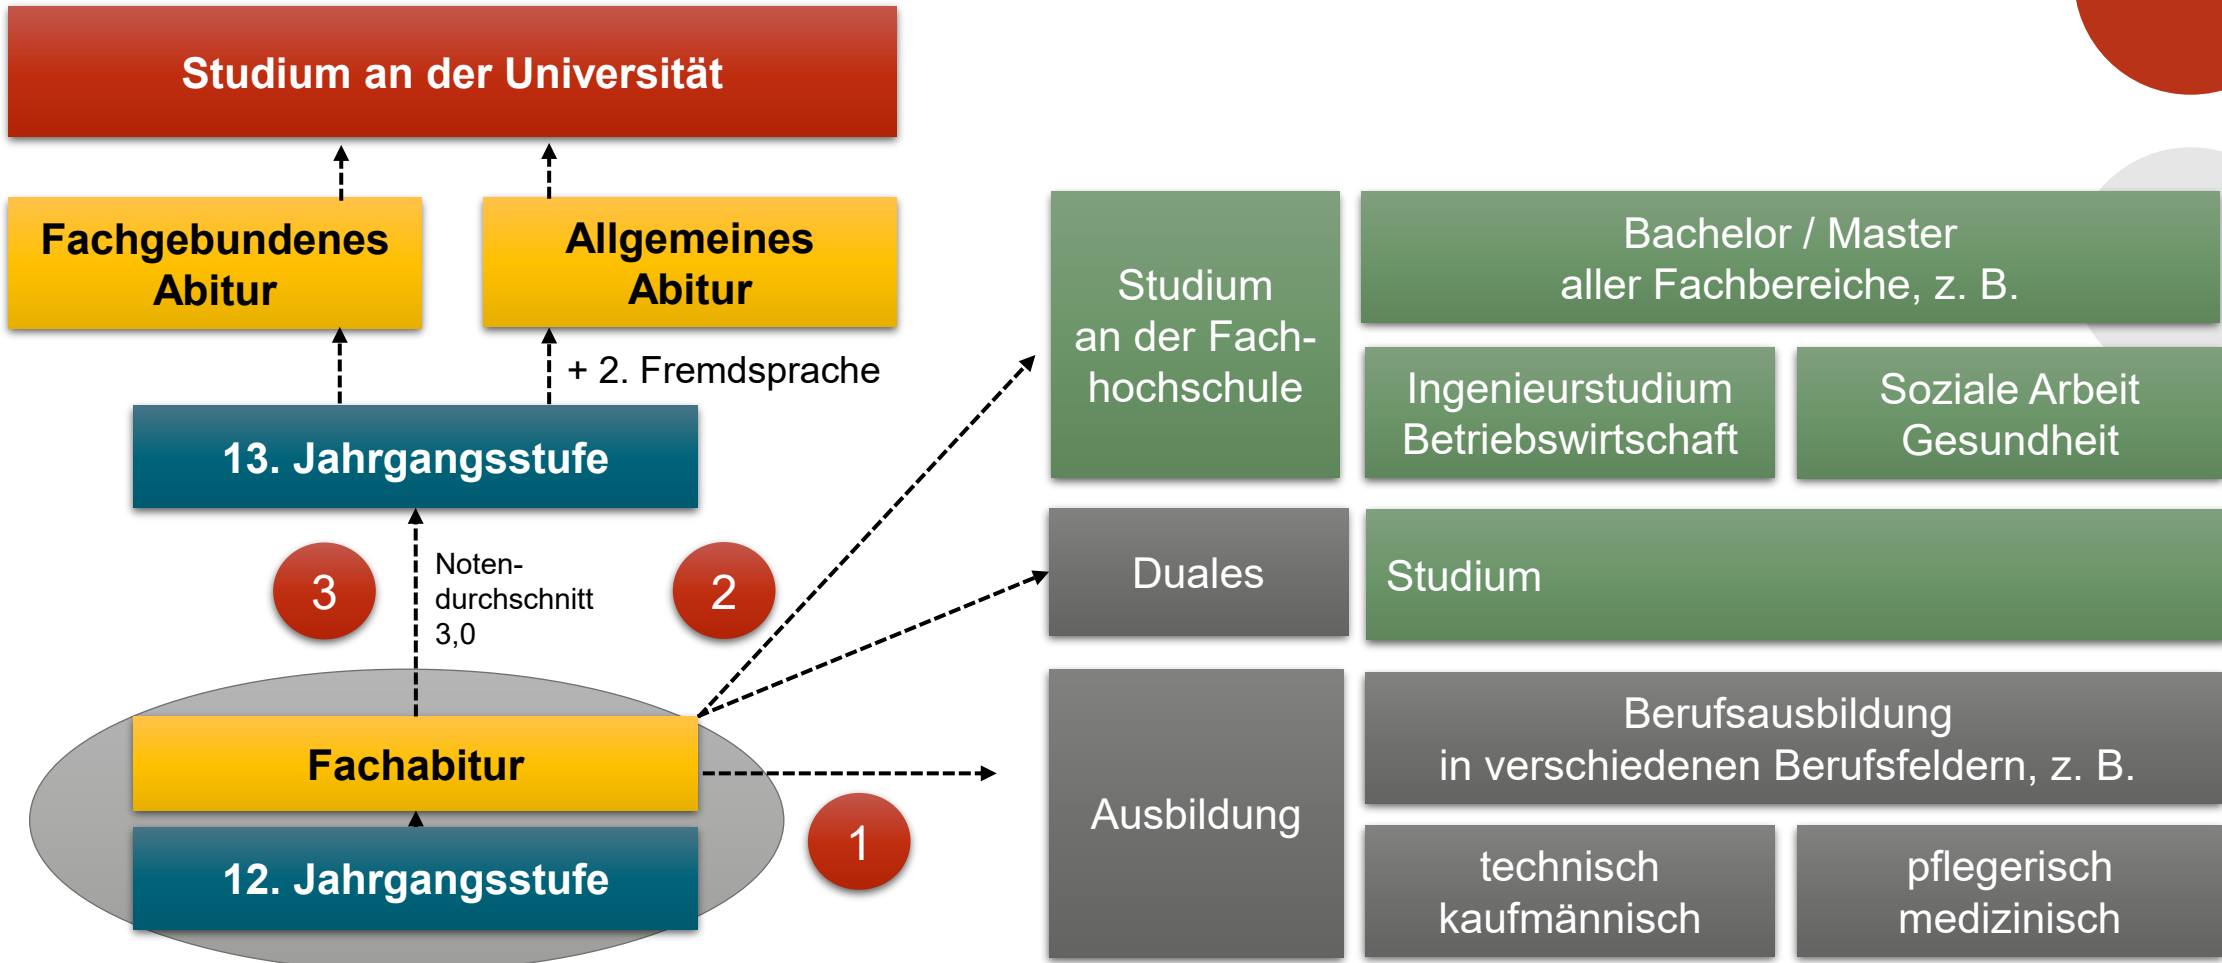 Studium an der Universität
Fachgebundenes
Abitur
Allgemeines
Abitur
+ 2. Fremdsprache
13. Jahrgangsstufe
3
Noten-
durchschnitt
3,0
2
Fachabitur
12. Jahrgangsstufe
1
Studium
an der Fach-
hochschule
Bachelor / Master
aller Fachbereiche, z. B.
Ingenieurstudium
Betriebswirtschaft
Soziale Arbeit
Gesundheit
Duales
Studium
Ausbildung
Berufsausbildung
in verschiedenen Berufsfeldern, z. B.
technisch
kaufmännisch
pflegerisch
medizinisch